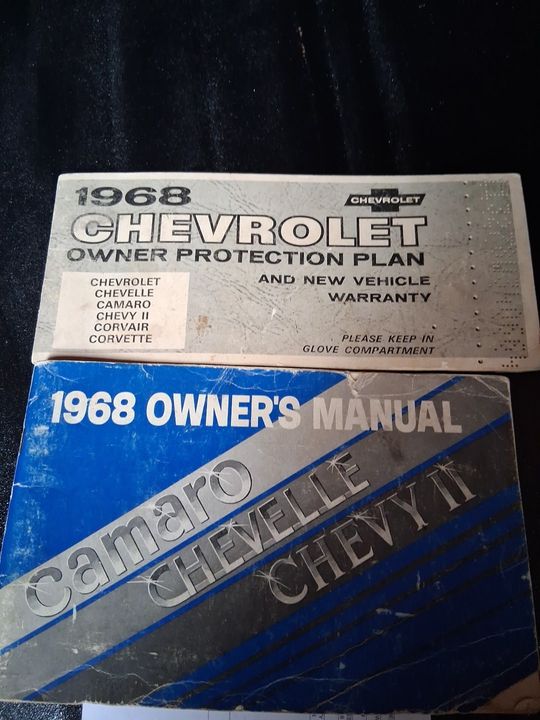 1968
CHEVROLET
CHEVROLET
OWNER PROTECTION PLAN
AND NEW VEHICLE
WARRANTY
CHEVROLET
CHEVELLE
CAMARO
CHEVY II
CORVAIR
CORVETTE
PLEASE KEEP IN
GLOVE COMPARTMENT
1968 OWNER'S MANUAL
camaro
CHEVELLE
CHEVY II